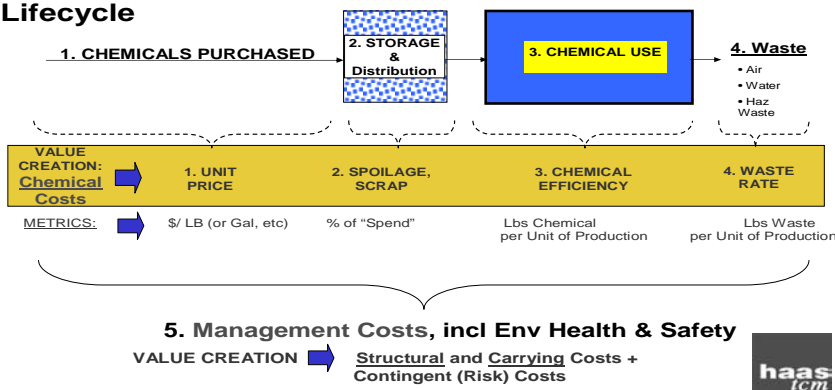 Lifecycle
1. CHEMICALS PURCHASED
2. STORAGE
&
Distribution
3. CHEMICAL USE
4. Waste
• Air
• Water
• Haz
Waste
VALUE
CREATION:
Chemical
Costs
1. UNIT
PRICE
2. SPOILAGE,
SCRAP
3. CHEMICAL
EFFICIENCY
4. WASTE
RATE
METRICS:
$/ LB (or Gal, etc)
% of “Spend”
Lbs Chemical
per Unit of Production
Lbs Waste
per Unit of Production
5. Management Costs, incl Env Health & Safety
VALUE CREATION
Structural and Carrying Costs +
Contingent (Risk) Costs
haas
tcm